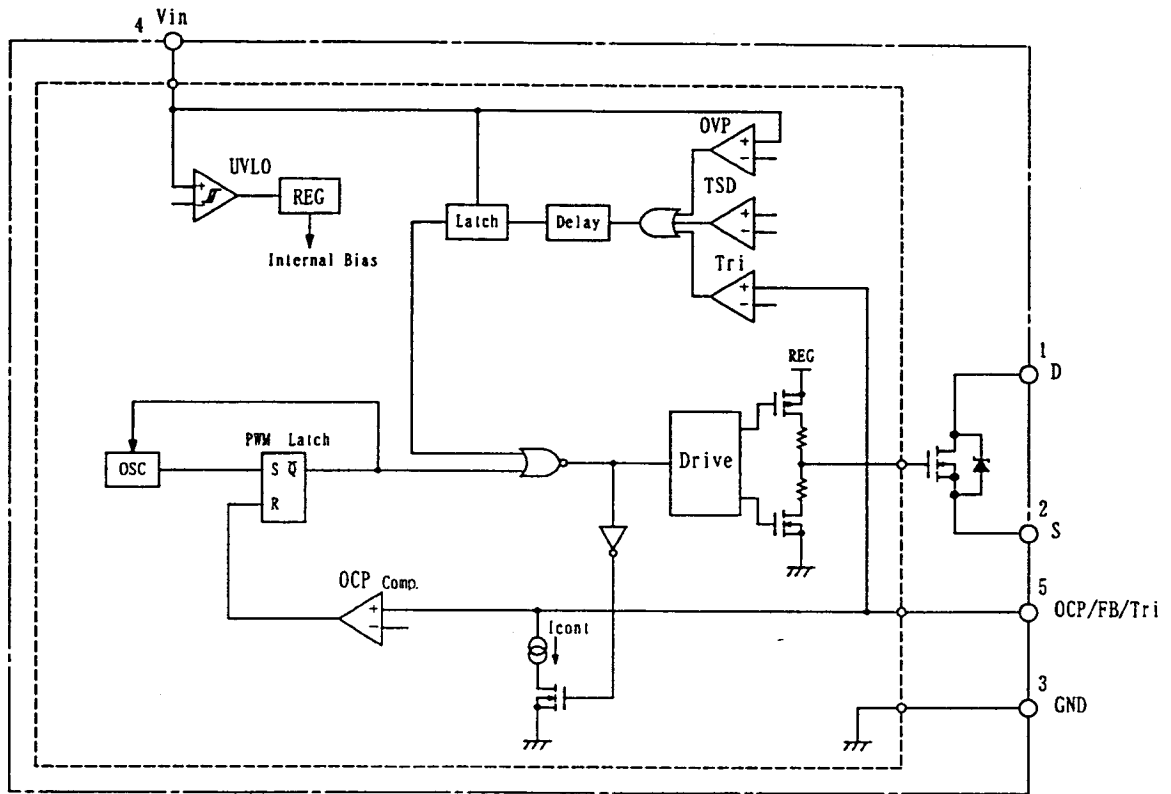 4 Vin
OVP
UVLO
TSD
REG
Latch
Delay
Internal Bias
Tri
REG
1
D
PWM Latch
OSC
S Q̅
R
Drive
2
S
OCP Comp.
5
OCP/FB/Tri
Icont
3
GND